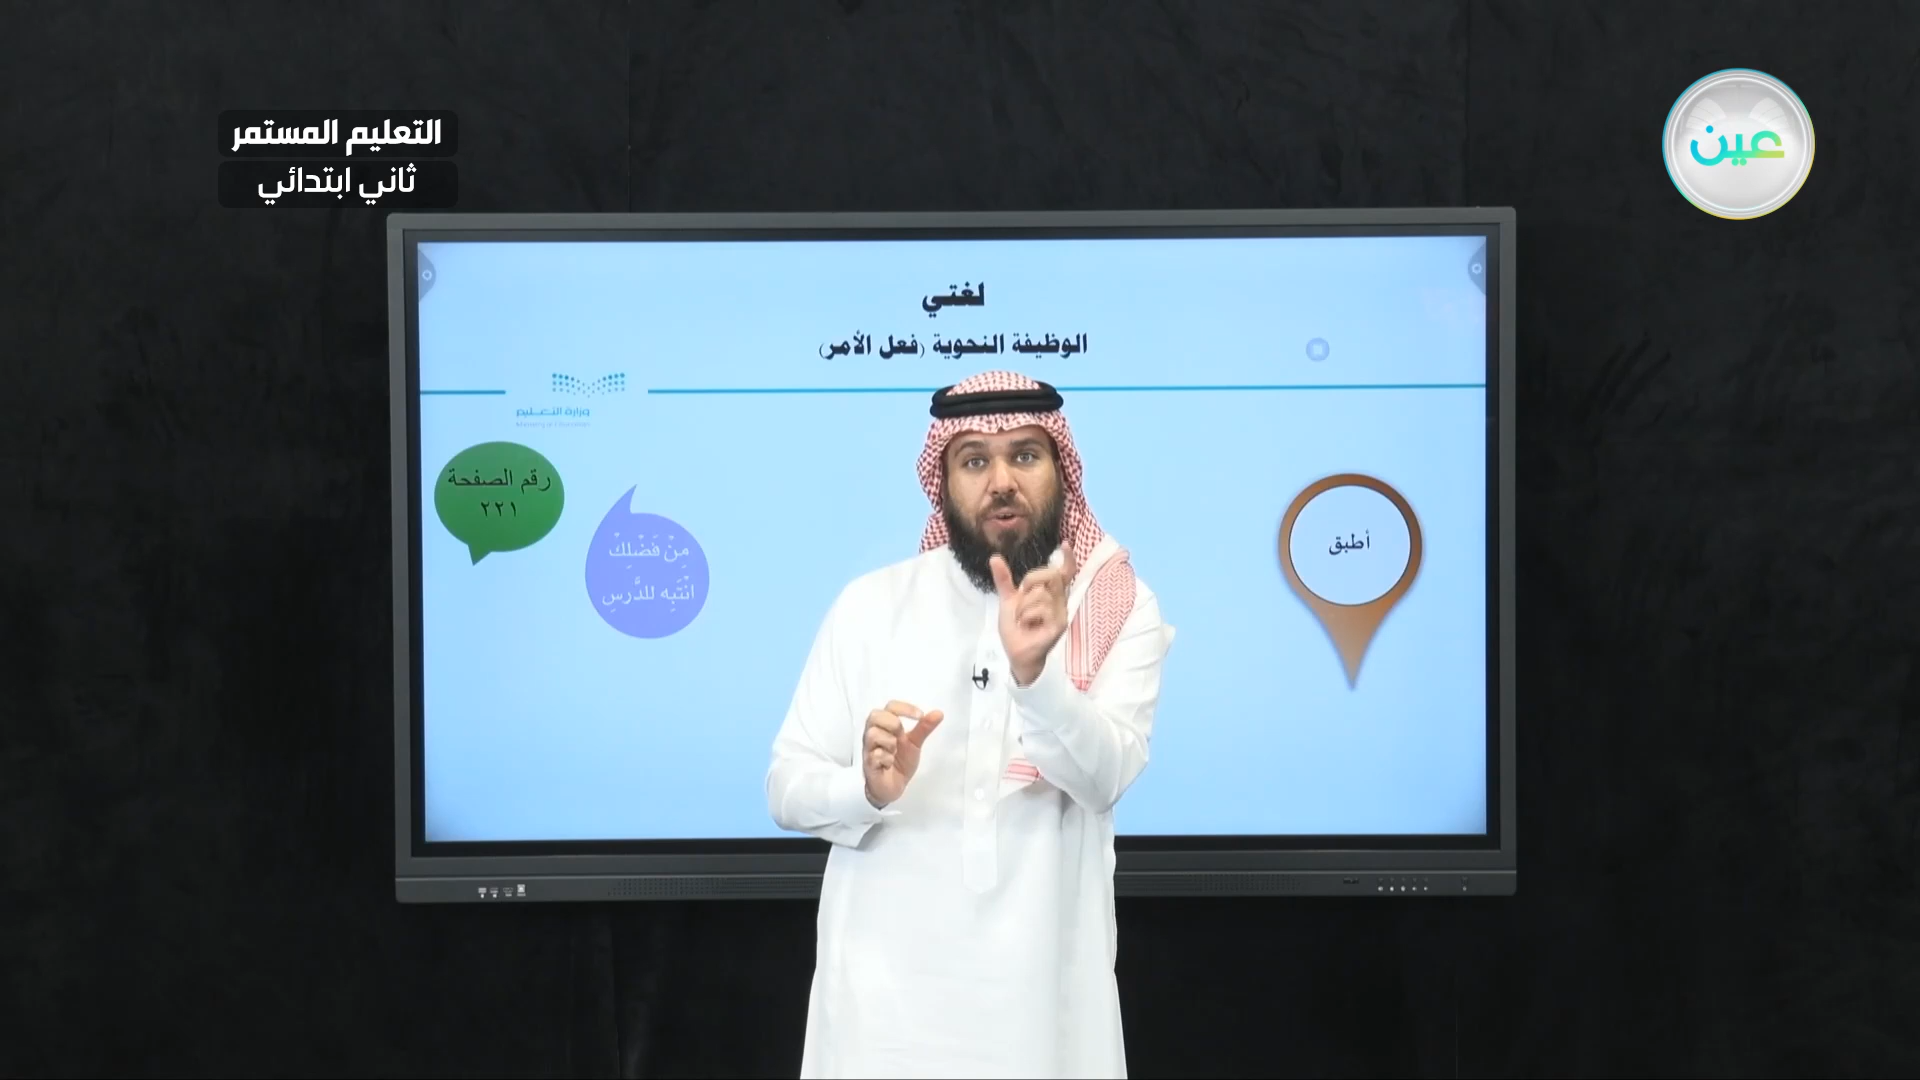 التعليم المستمر
ثاني ابتدائي
عين
لغتي
الوظيفة النحوية (فعل الأمر)
وزارة التعليم
رقم الصفحة
٢٢١
مِنْ فَضْلِكْ
انْتَبِه للدَّرسِ
أطبق